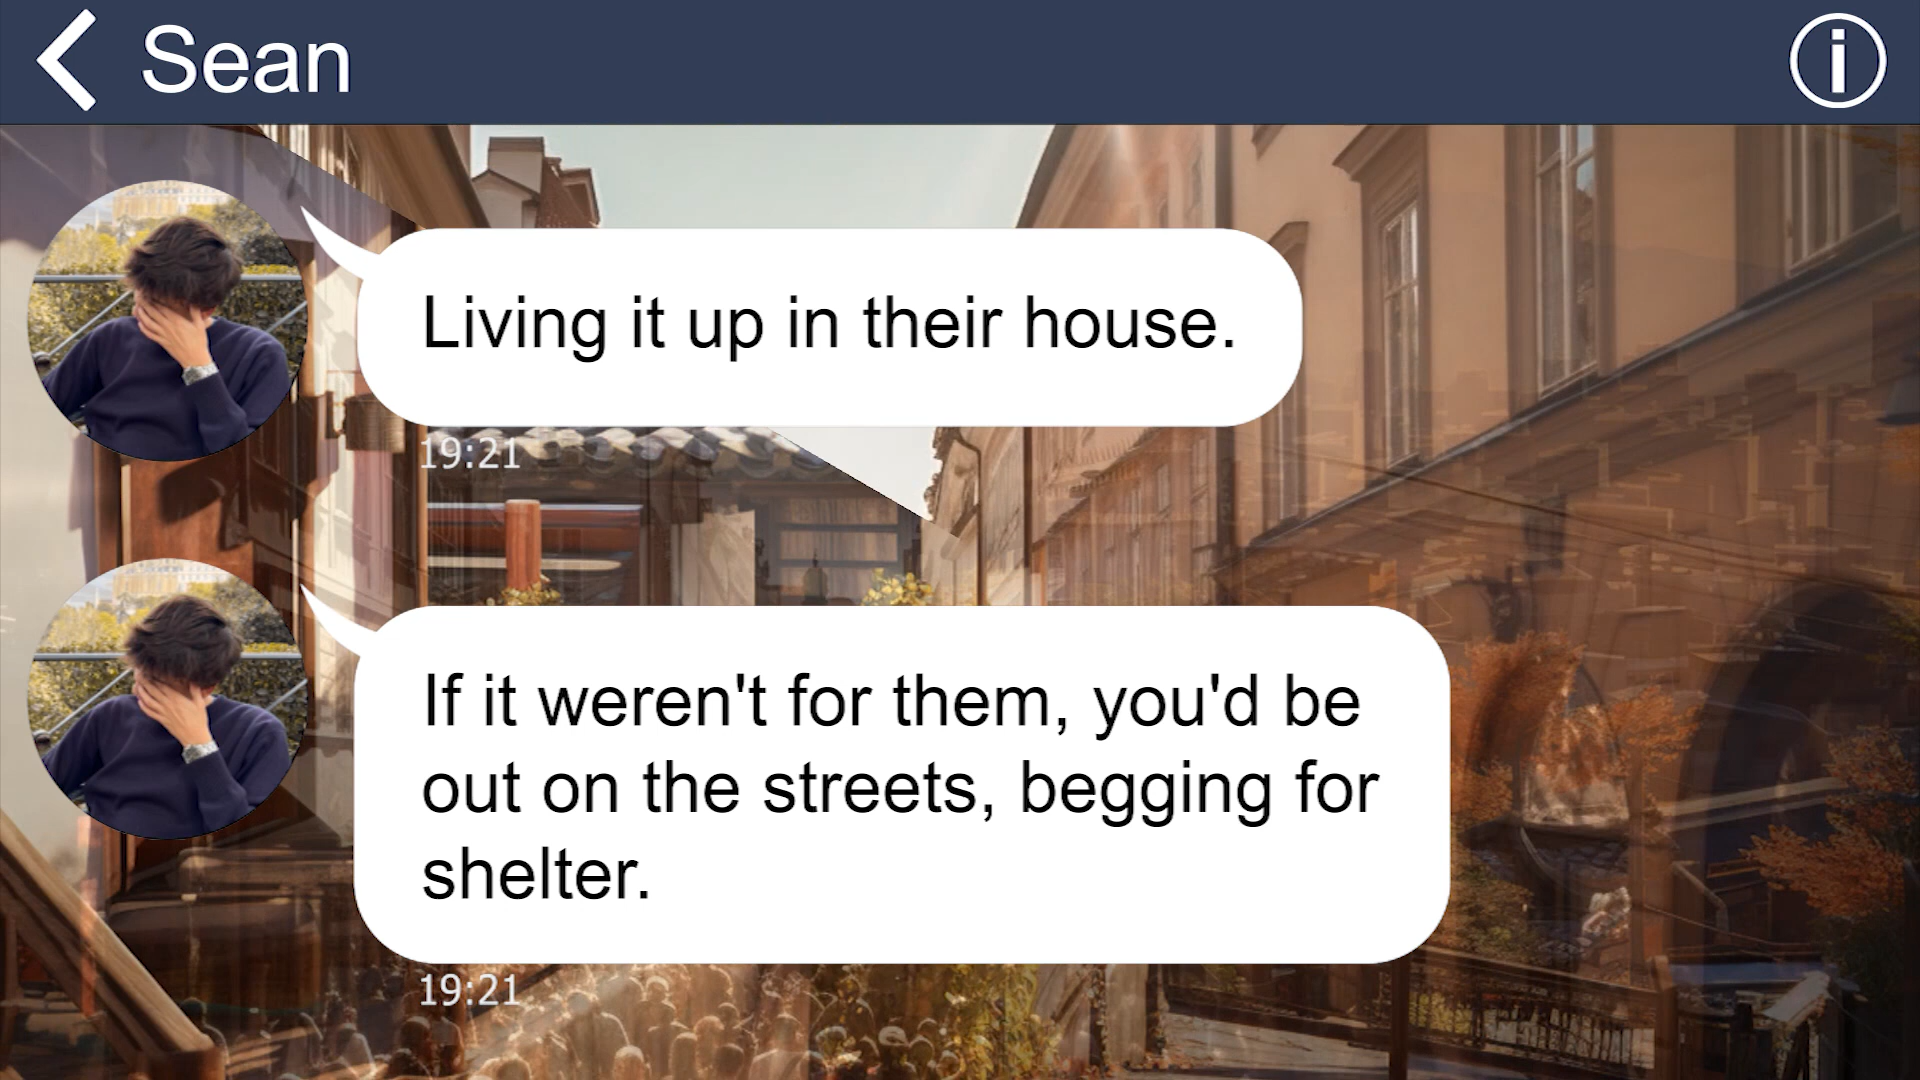 Sean
Living it up in their house.
19:21
If it weren't for them, you'd be
out on the streets, begging for
shelter.
19:21